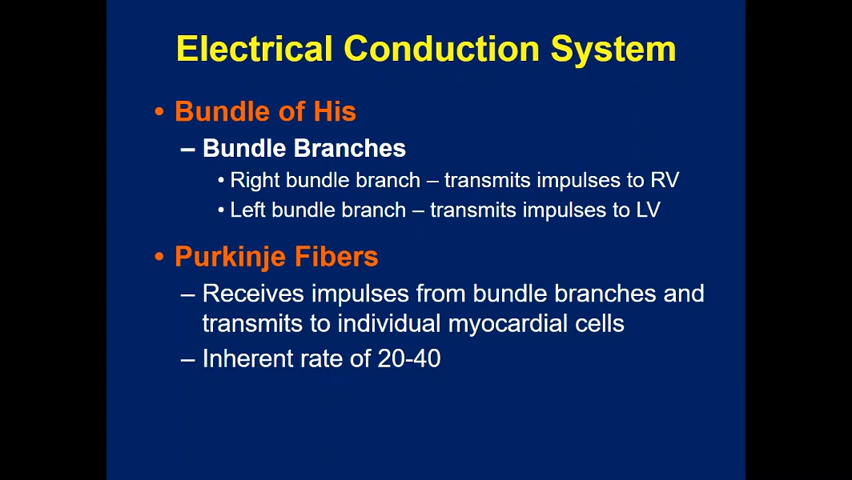 Electrical Conduction System
• Bundle of His
– Bundle Branches
• Right bundle branch – transmits impulses to RV
• Left bundle branch – transmits impulses to LV
• Purkinje Fibers
– Receives impulses from bundle branches and
transmits to individual myocardial cells
– Inherent rate of 20-40